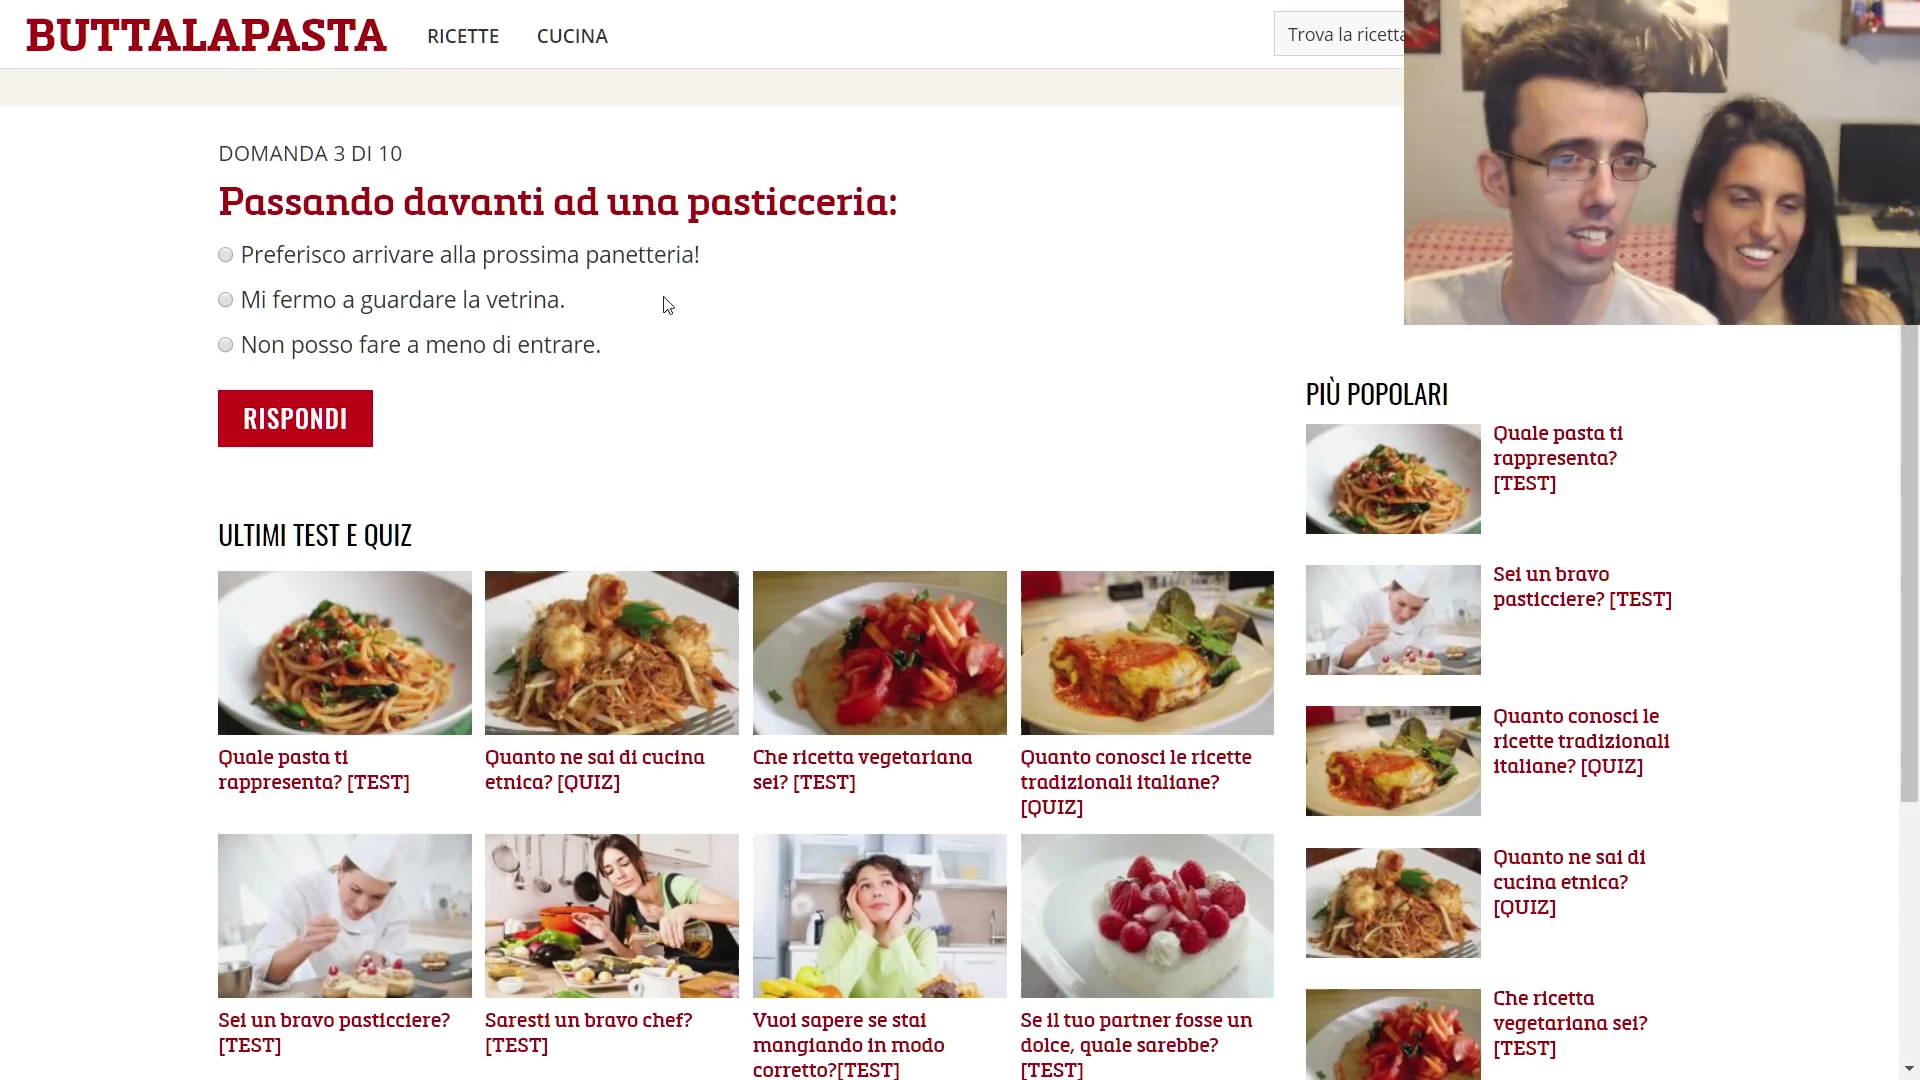 BUTTALAPASTA
RICETTE
CUCINA
Trova la ricetta
DOMANDA 3 DI 10
Passando davanti ad una pasticceria:
Preferisco arrivare alla prossima panetteria!
Mi fermo a guardare la vetrina.
Non posso fare a meno di entrare.
RISPONDI
ULTIMI TEST E QUIZ
Quale pasta ti
rappresenta? [TEST]
Quanto ne sai di cucina
etnica? [QUIZ]
Che ricetta vegetariana
sei? [TEST]
Quanto conosci le ricette
tradizionali italiane?
[QUIZ]
Sei un bravo pasticciere?
[TEST]
Saresti un bravo chef?
[TEST]
Vuoi sapere se stai
mangiando in modo
corretto?[TEST]
Se il tuo partner fosse un
dolce, quale sarebbe?
[TEST]
PIÙ POPOLARI
Quale pasta ti
rappresenta?
[TEST]
Sei un bravo
pasticciere? [TEST]
Quanto conosci le
ricette tradizionali
italiane? [QUIZ]
Quanto ne sai di
cucina etnica?
[QUIZ]
Che ricetta
vegetariana sei?
[TEST]